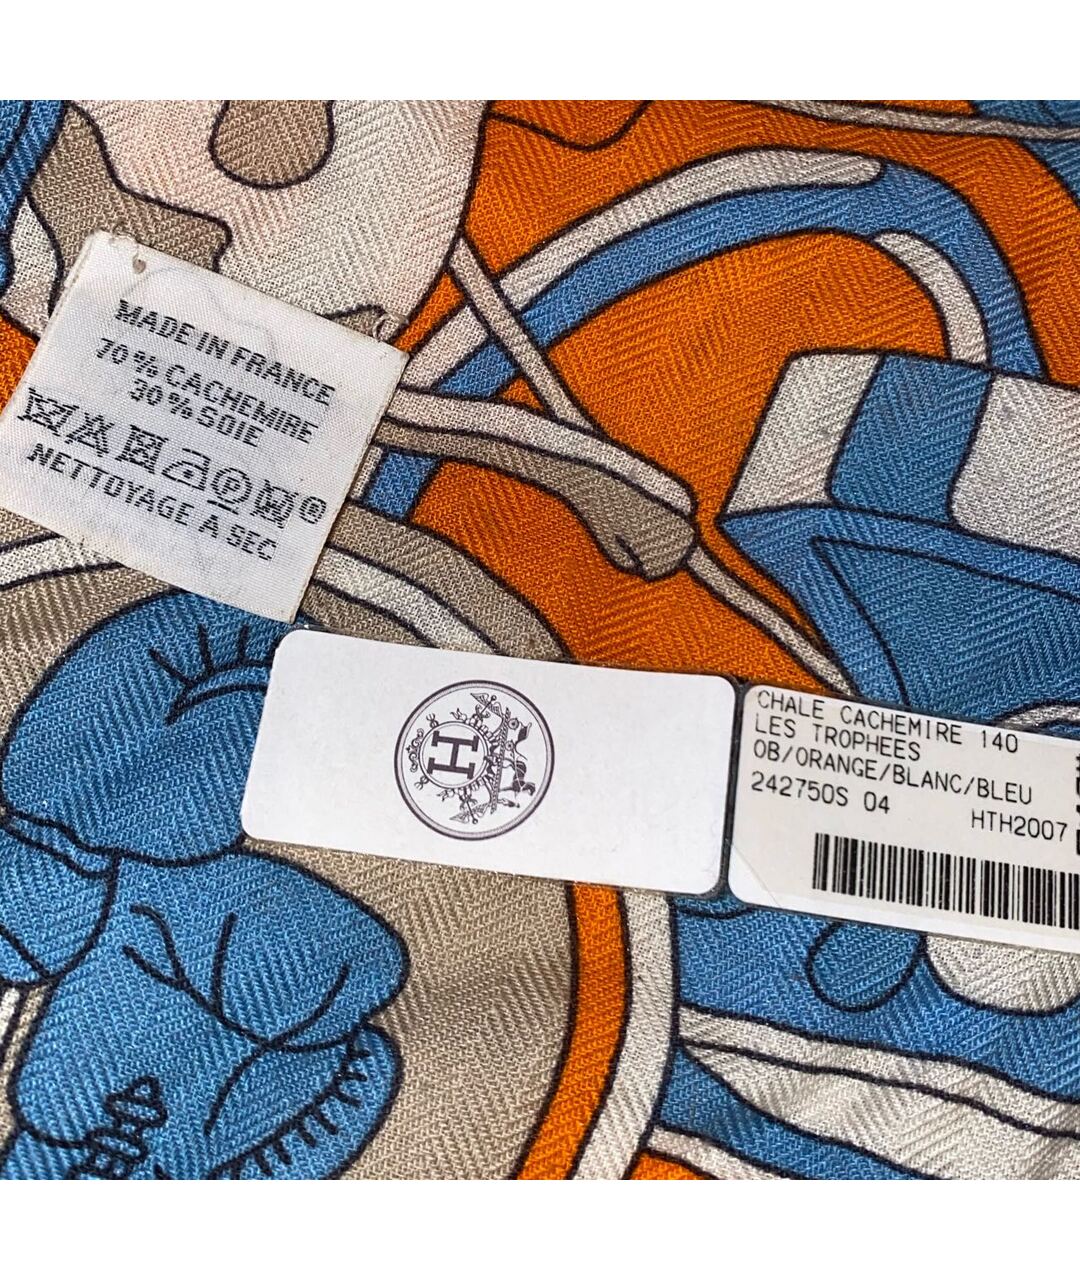 MADE IN FRANCE
70% CACHEMIRE
30% SOIE
P
®
NETTOYAGE A SEC
H
CHALE CACHEMIRE 140
LES TROPHEES
OB/ORANGE/BLANC/BLEU
242750S 04
HTH2007